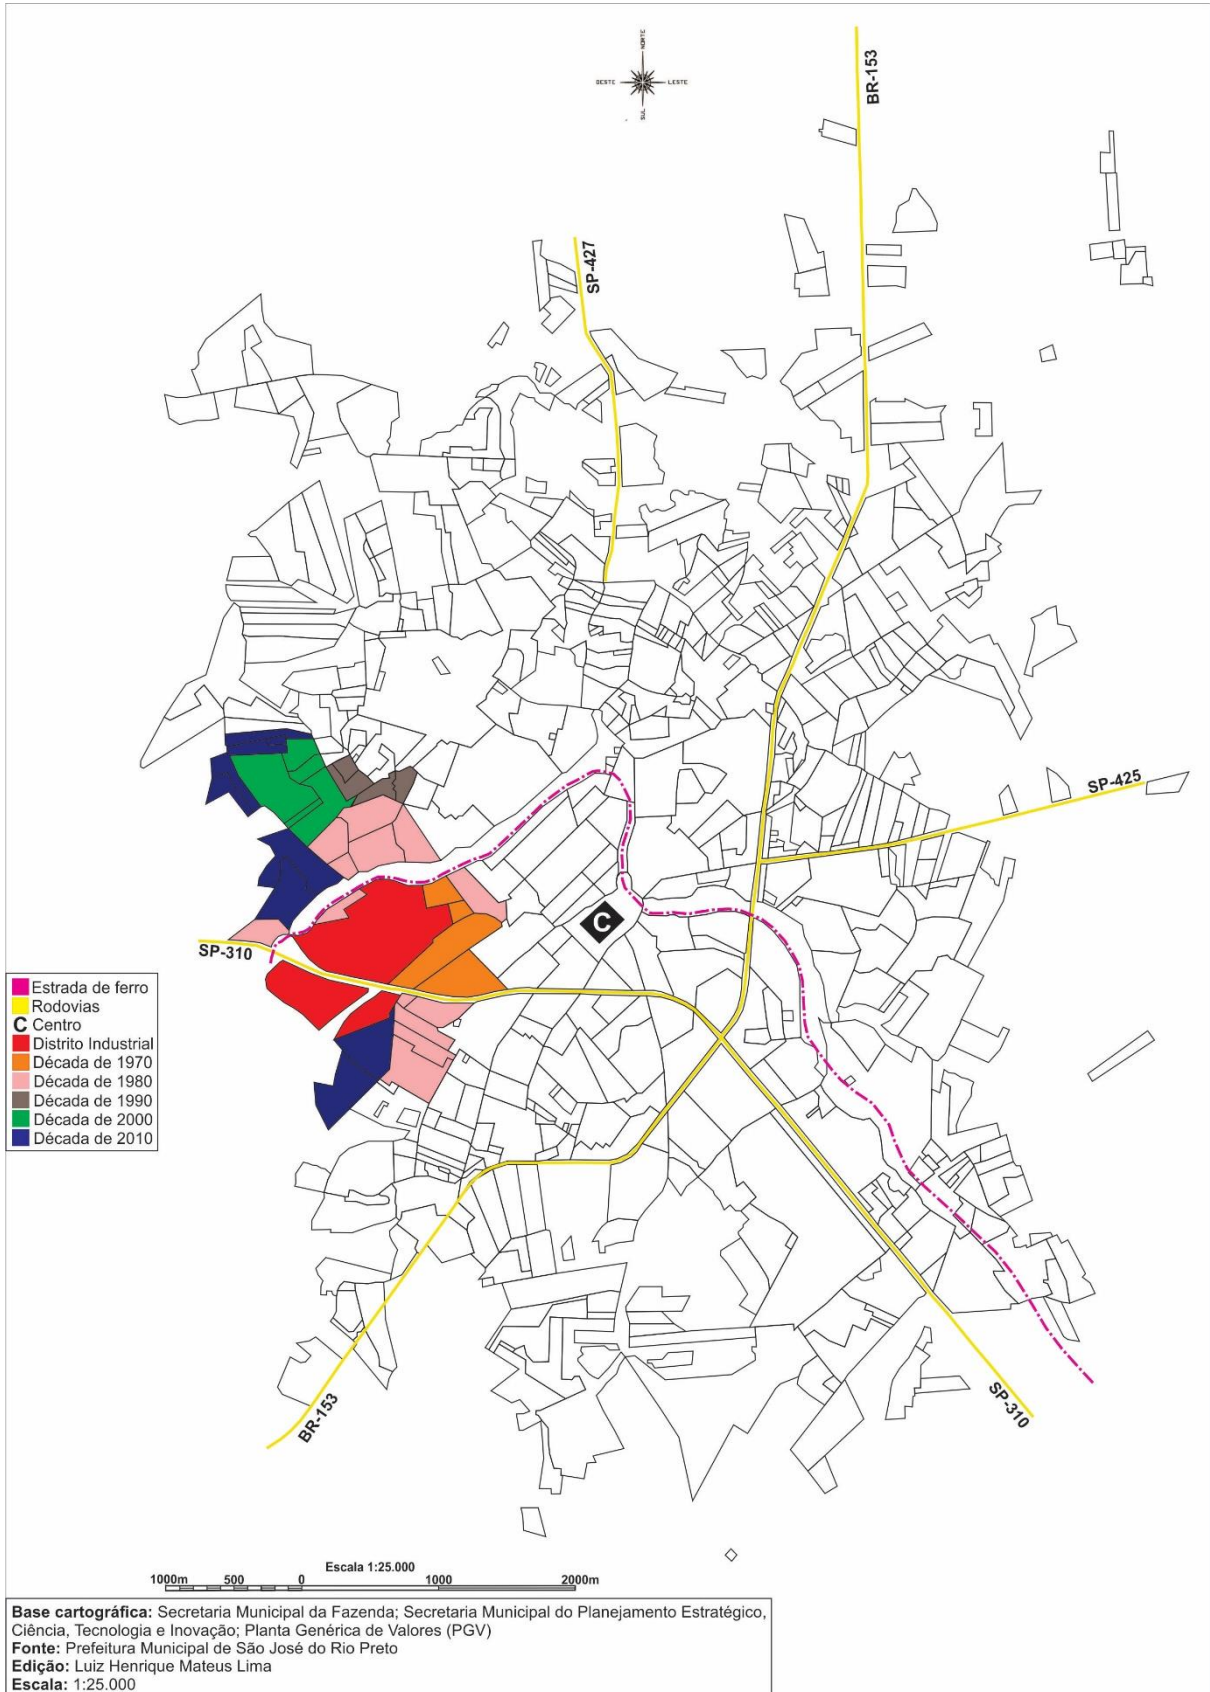 NORTE
OESTE
LESTE
SUL
BR-153
SP-427
SP-425
C
SP-310
Estrada de ferro
Rodovias
C Centro
Distrito Industrial
Década de 1970
Década de 1980
Década de 1990
Década de 2000
Década de 2010
BR-153
SP-310
Escala 1:25.000
1000m 500 0 1000 2000m
Base cartográfica: Secretaria Municipal da Fazenda; Secretaria Municipal do Planejamento Estratégico,
Ciência, Tecnologia e Inovação; Planta Genérica de Valores (PGV)
Fonte: Prefeitura Municipal de São José do Rio Preto
Edição: Luiz Henrique Mateus Lima
Escala: 1:25.000